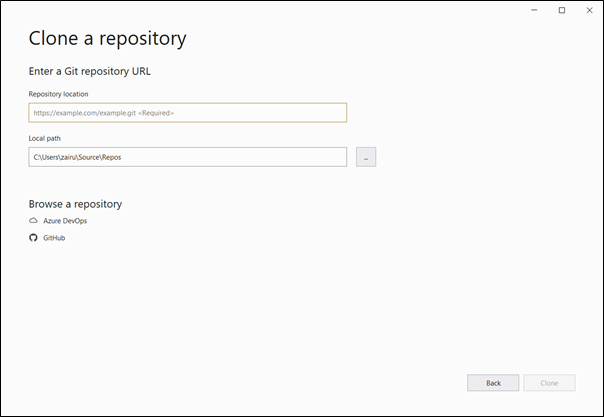 Clone a repository
Enter a Git repository URL
Repository location
https://example.com/example.git <Required>
Local path
C:\Users\zairu\Source\Repos
...
Browse a repository
Azure DevOps
GitHub
Back
Clone